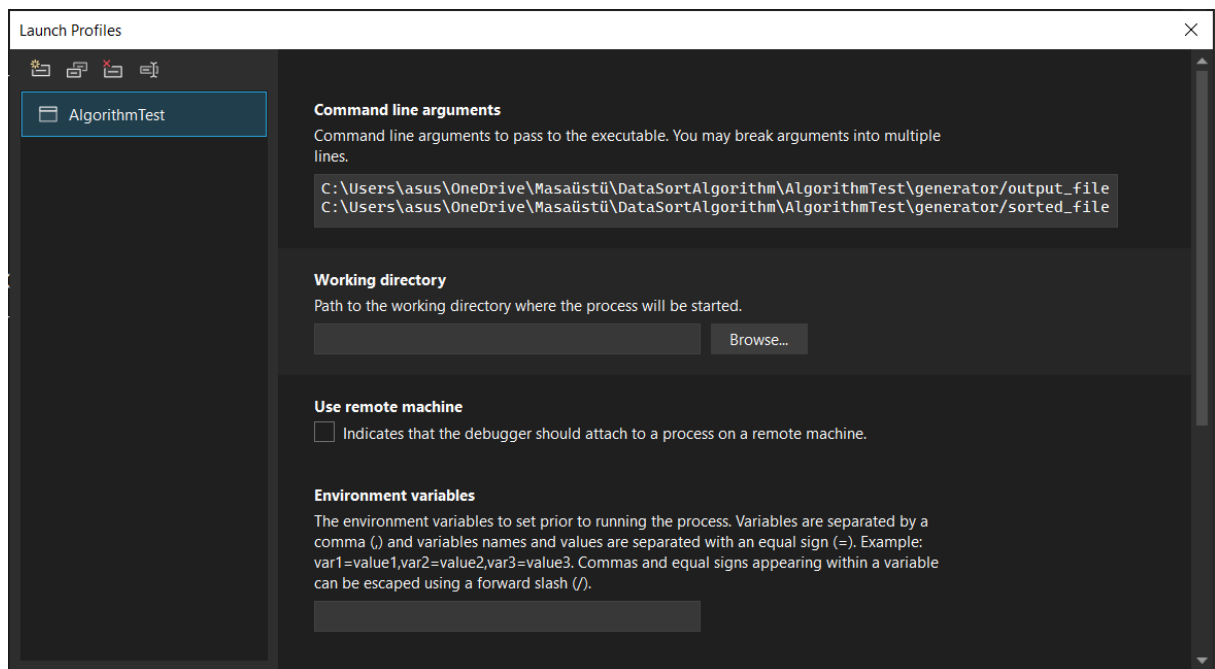 Launch Profiles
AlgorithmTest
Command line arguments
Command line arguments to pass to the executable. You may break arguments into multiple
lines.
C:\Users\asus\OneDrive\Masaüstü\DataSortAlgorithm\AlgorithmTest\generator/output_file
C:\Users\asus\OneDrive\Masaüstü\DataSortAlgorithm\AlgorithmTest\generator/sorted_file
Working directory
Path to the working directory where the process will be started.
Browse...
Use remote machine
Indicates that the debugger should attach to a process on a remote machine.
Environment variables
The environment variables to set prior to running the process. Variables are separated by a
comma (,) and variables names and values are separated with an equal sign (=). Example:
var1=value1,var2=value2,var3=value3. Commas and equal signs appearing within a variable
can be escaped using a forward slash (/).